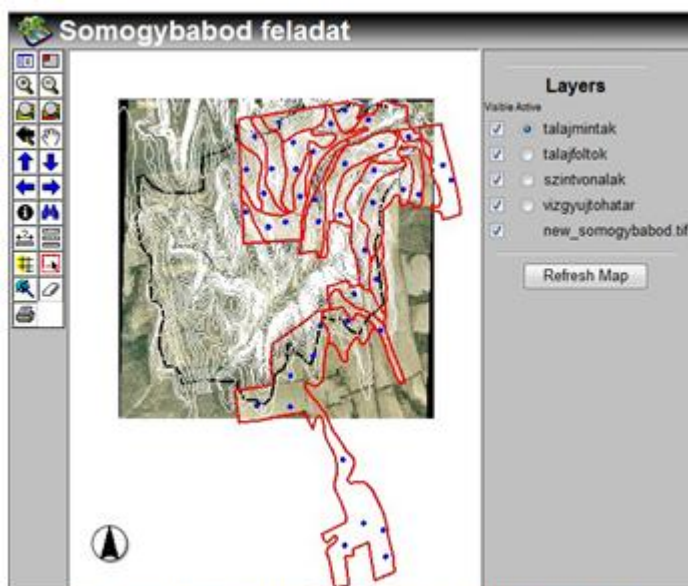 Somogybabod feladat
Layers
Visible Active
talajmintak
talajfoltok
szintvonalak
vizgyujtohatar
new_somogybabod.tif
Refresh Map